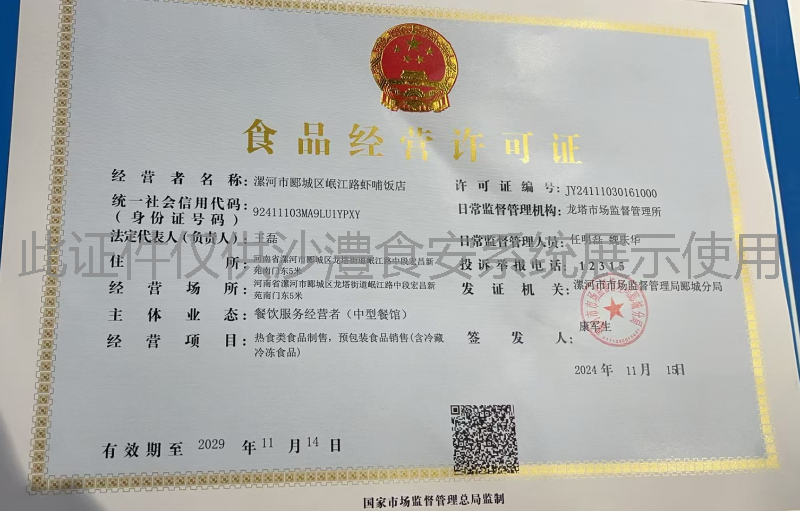 食品经营许可证
经营者名称：漯河市郾城区岷江路虾哺饭店
统一社会信用代码：
（身份证号码）
92411103MA9LU1YPXY
法定代表人（负责人）：王磊
住所：河南省漯河市郾城区龙塔街道岷江路中段宏昌新
苑南门东5米
经营场所：河南省漯河市郾城区龙塔街道岷江路中段宏昌新
苑南门东5米
主体业态：餐饮服务经营者（中型餐馆）
经营项目：热食类食品制售，预包装食品销售(含冷藏
冷冻食品)
许可证编号：JY24111030161000
日常监督管理机构：龙塔市场监督管理所
日常监督管理人员：任明磊 魏庆华
投诉举报电话：12315
发证机关：漯河市市场监督管理局郾城分局
签发人：康军生
2024 年 11 月 15日
有效期至 2029 年 11 月 14 日
国家市场监督管理总局监制
此证件仅供沙澧食安系统展示使用